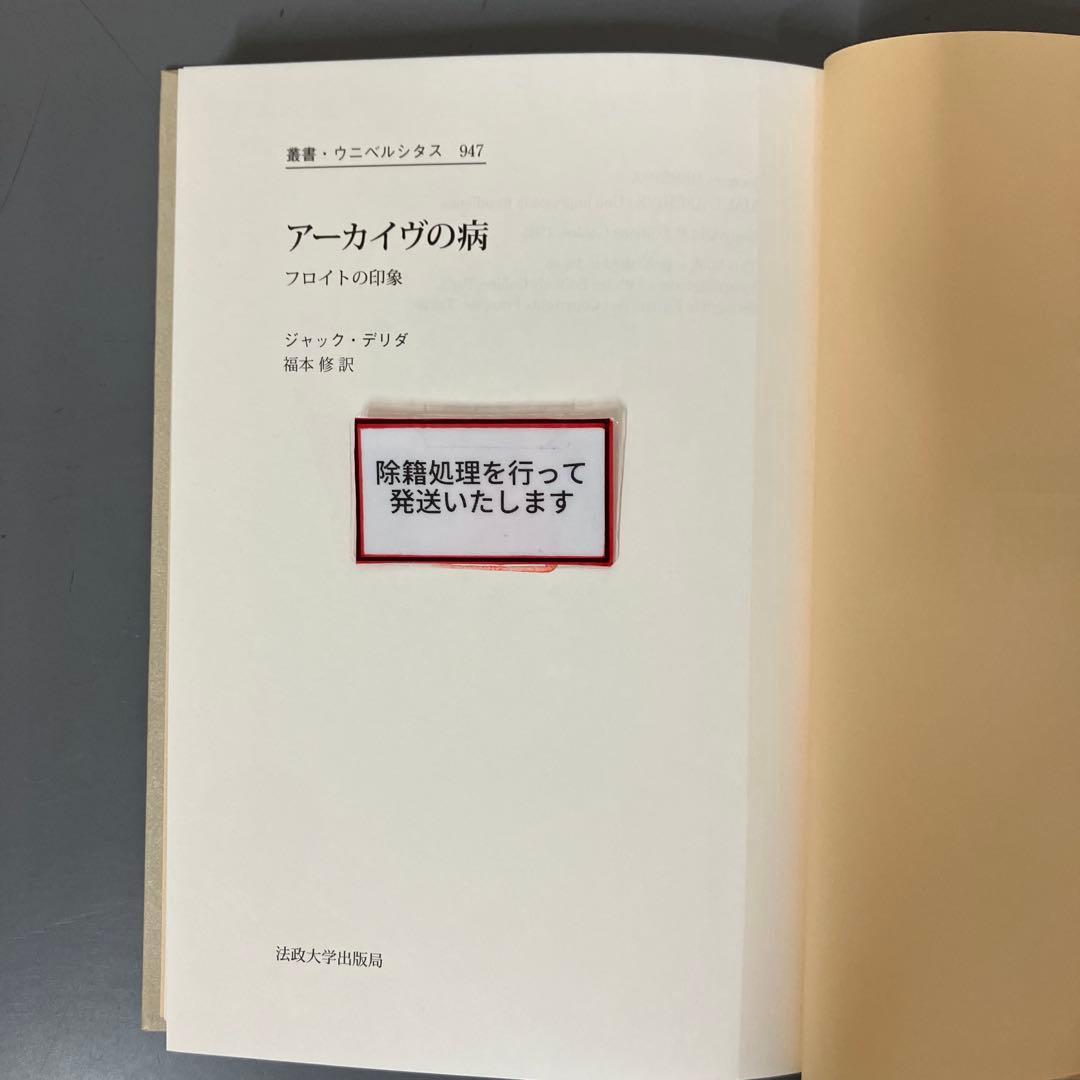 叢書・ウニベルシタス 947
アーカイヴの病
フロイトの印象
ジャック・デリダ
福本 修 訳
除籍処理を行って
発送いたします
法政大学出版局